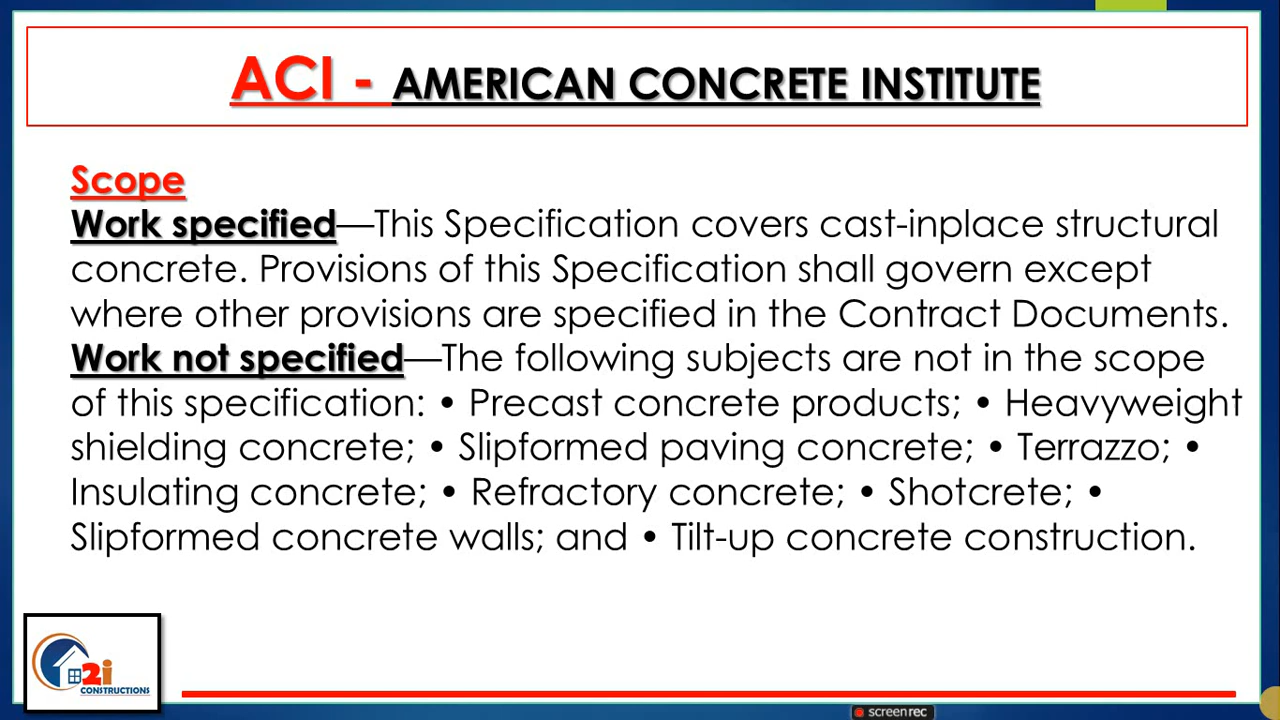 ACI - AMERICAN CONCRETE INSTITUTE
Scope
Work specified—This Specification covers cast-inplace structural
concrete. Provisions of this Specification shall govern except
where other provisions are specified in the Contract Documents.
Work not specified—The following subjects are not in the scope
of this specification: • Precast concrete products; • Heavyweight
shielding concrete; • Slipformed paving concrete; • Terrazzo; •
Insulating concrete; • Refractory concrete; • Shotcrete; •
Slipformed concrete walls; and • Tilt-up concrete construction.
2i
CONSTRUCTIONS
screenrec